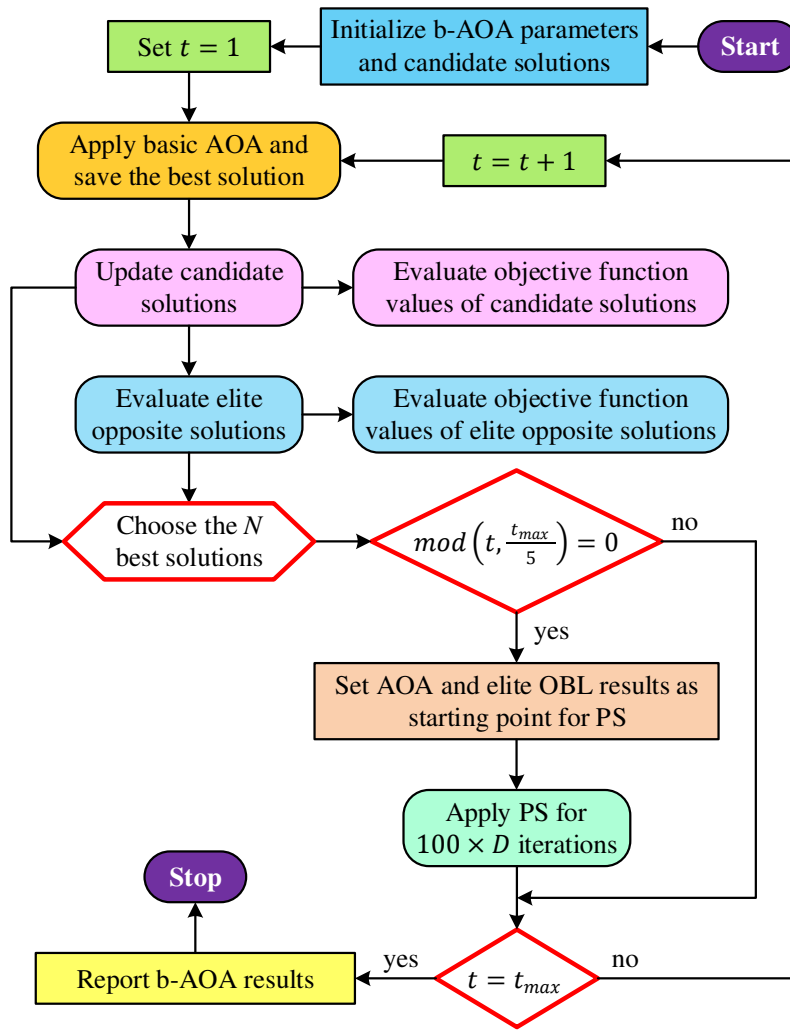 Start
Initialize b-AOA parameters
and candidate solutions
Set t = 1
Apply basic AOA and
save the best solution
t = t + 1
Update candidate
solutions
Evaluate objective function
values of candidate solutions
Evaluate elite
opposite solutions
Evaluate objective function
values of elite opposite solutions
Choose the N
best solutions
mod (t, t_max/5) = 0
no
yes
Set AOA and elite OBL results as
starting point for PS
Apply PS for
100 × D iterations
t = t_max
no
yes
Report b-AOA results
Stop